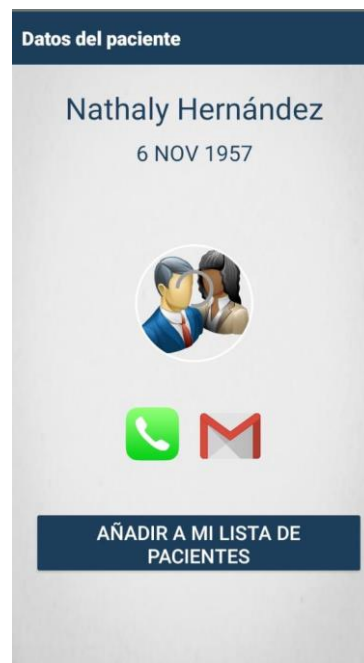 Datos del paciente
Nathaly Hernández
6 NOV 1957
AÑADIR A MI LISTA DE
PACIENTES